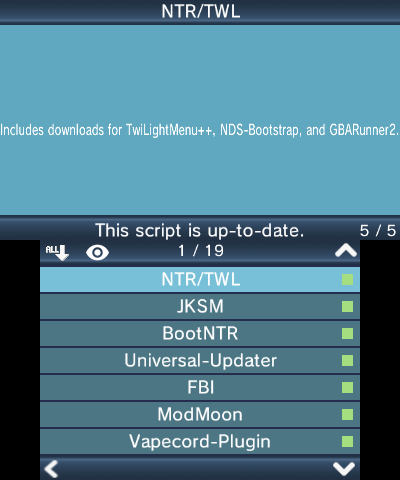 NTR/TWL
Includes downloads for TwiLightMenu++, NDS-Bootstrap, and GBARunner2.
This script is up-to-date.
5 / 5
ALL
1 / 19
NTR/TWL
JKSM
BootNTR
Universal-Updater
FBI
ModMoon
Vapecord-Plugin